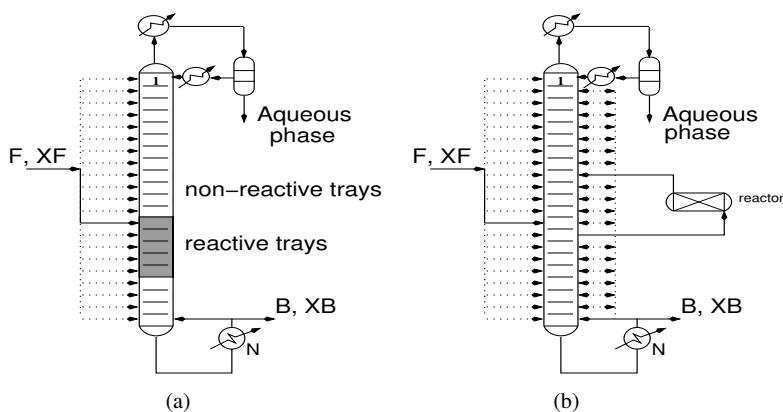 1
Aqueous
phase
F, XF
non-reactive trays
reactive trays
B, XB
N
(a)
1
Aqueous
phase
F, XF
reactor
B, XB
N
(b)